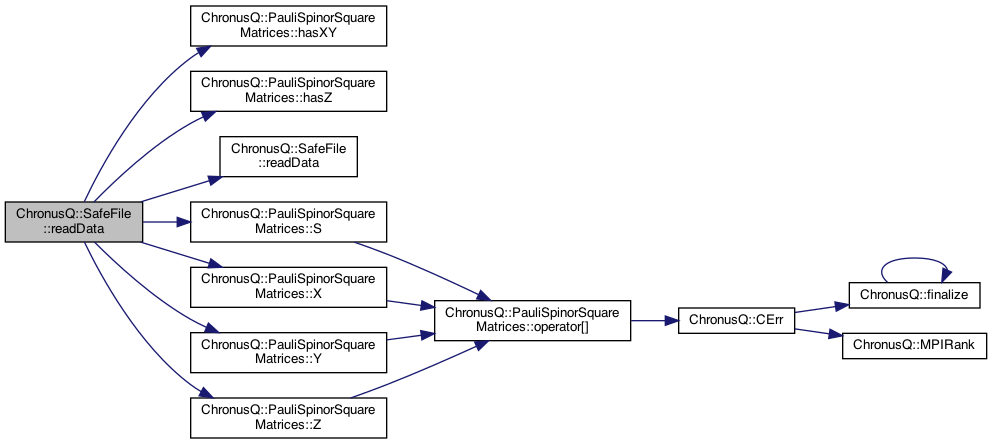 ChronusQ::SafeFile
::readData
ChronusQ::PauliSpinorSquare
Matrices::hasXY
ChronusQ::PauliSpinorSquare
Matrices::hasZ
ChronusQ::SafeFile
::readData
ChronusQ::PauliSpinorSquare
Matrices::S
ChronusQ::PauliSpinorSquare
Matrices::X
ChronusQ::PauliSpinorSquare
Matrices::Y
ChronusQ::PauliSpinorSquare
Matrices::Z
ChronusQ::PauliSpinorSquare
Matrices::operator[]
ChronusQ::CErr
ChronusQ::finalize
ChronusQ::MPIRank